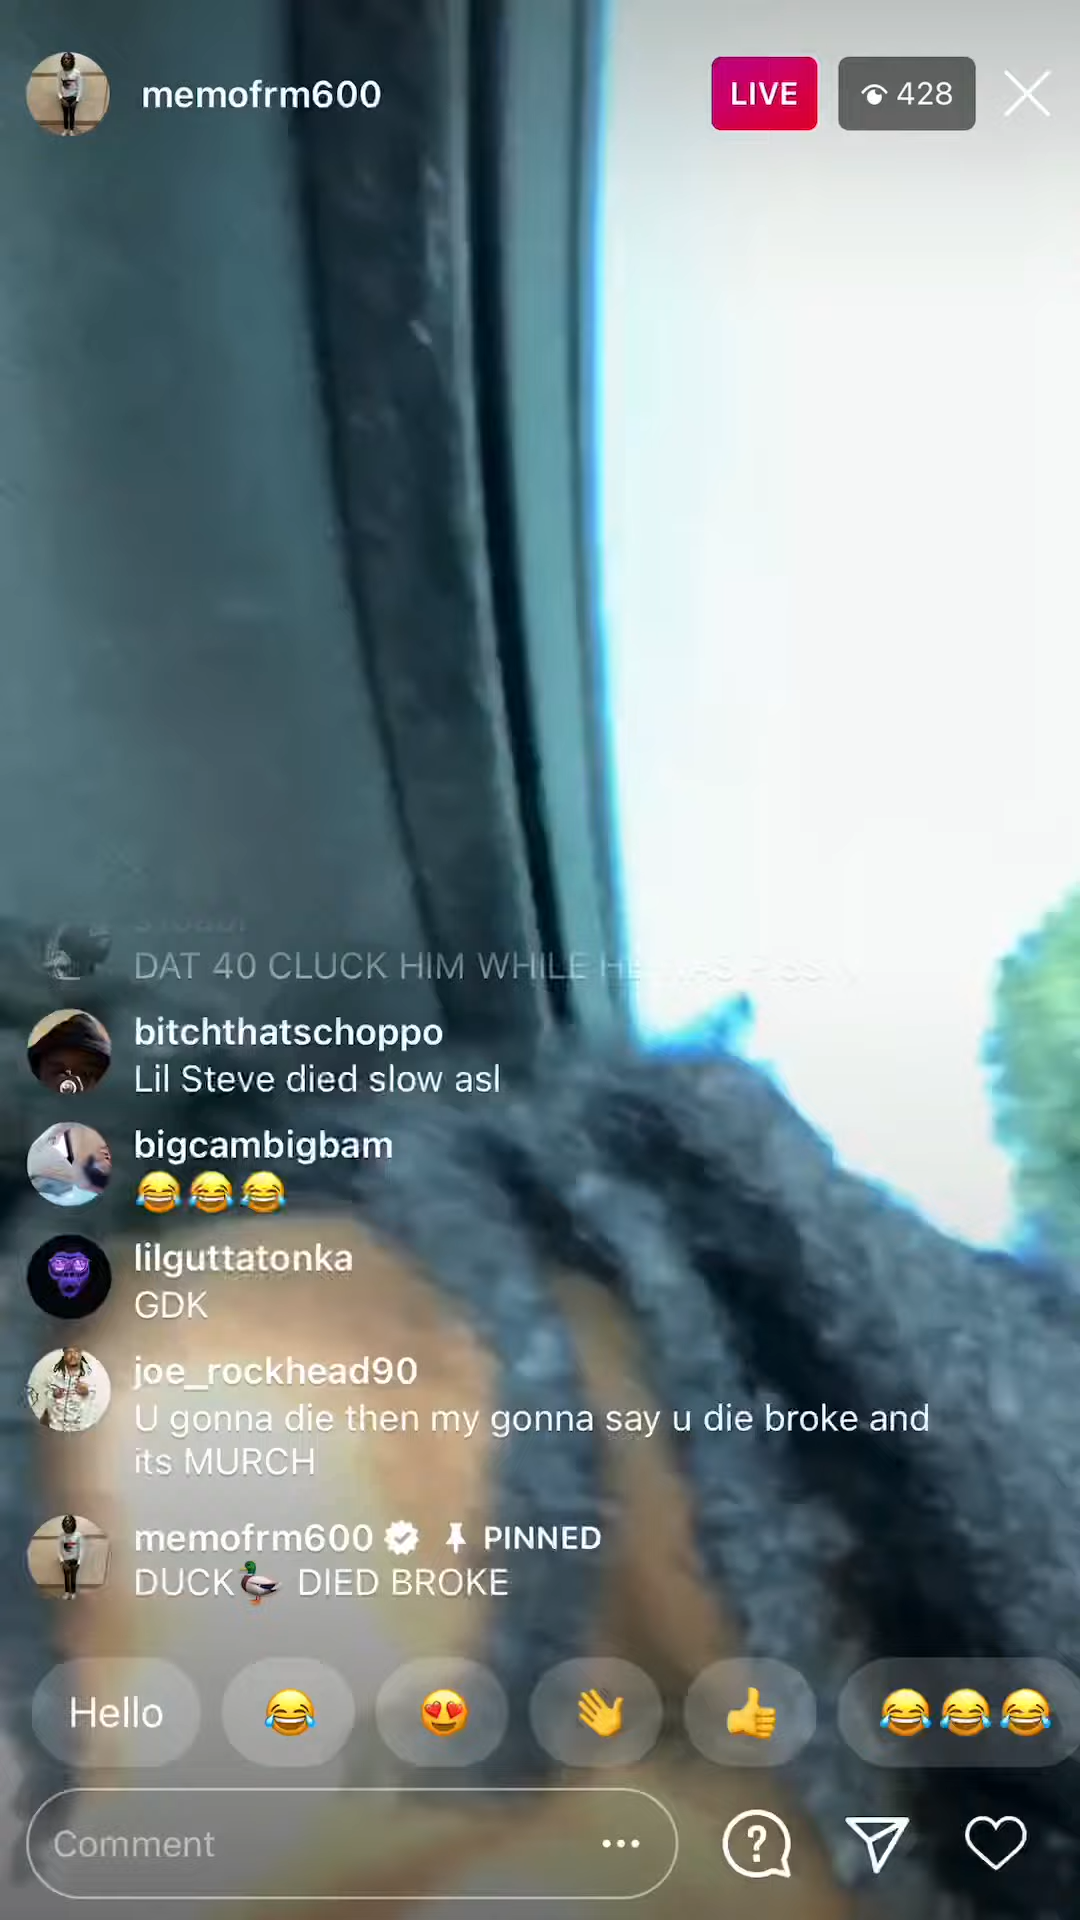 memofrm600
LIVE
428
DAT 40 CLUCK HIM WHILE
bitchthatschoppo
Lil Steve died slow asl
bigcambigbam
😂😂😂
lilguttatonka
GDK
joe_rockhead90
U gonna die then my gonna say u die broke and
its MURCH
memofrm600 PINNED
DUCK🦆 DIED BROKE
Hello 😂 😍 👋 👍 😂😂😂
Comment